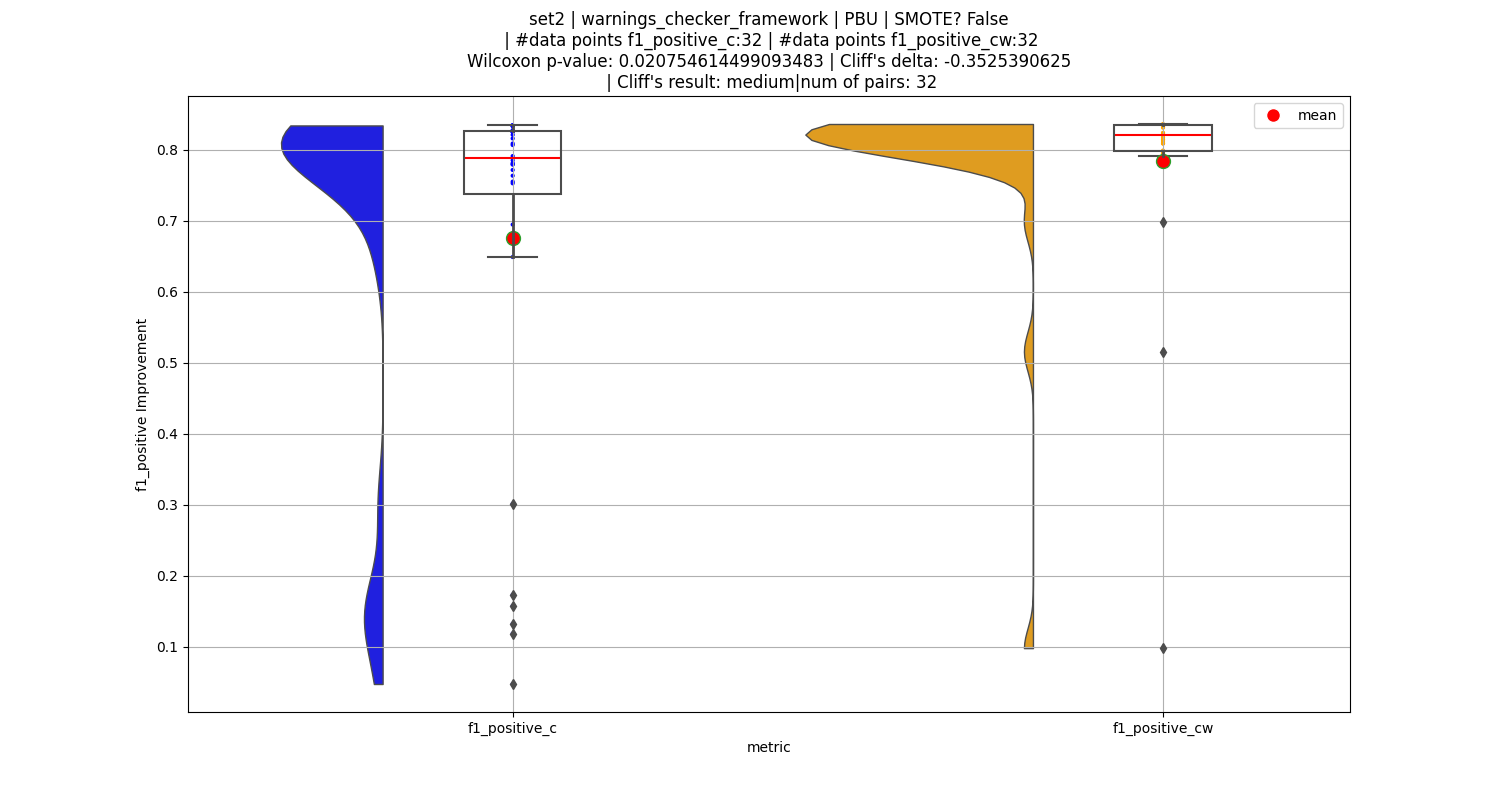 set2 | warnings_checker_framework | PBU | SMOTE? False
| #data points f1_positive_c:32 | #data points f1_positive_cw:32
Wilcoxon p-value: 0.020754614499093483 | Cliff's delta: -0.3525390625
| Cliff's result: medium|num of pairs: 32
mean
f1_positive Improvement
0.8
0.7
0.6
0.5
0.4
0.3
0.2
0.1
f1_positive_c
f1_positive_cw
metric